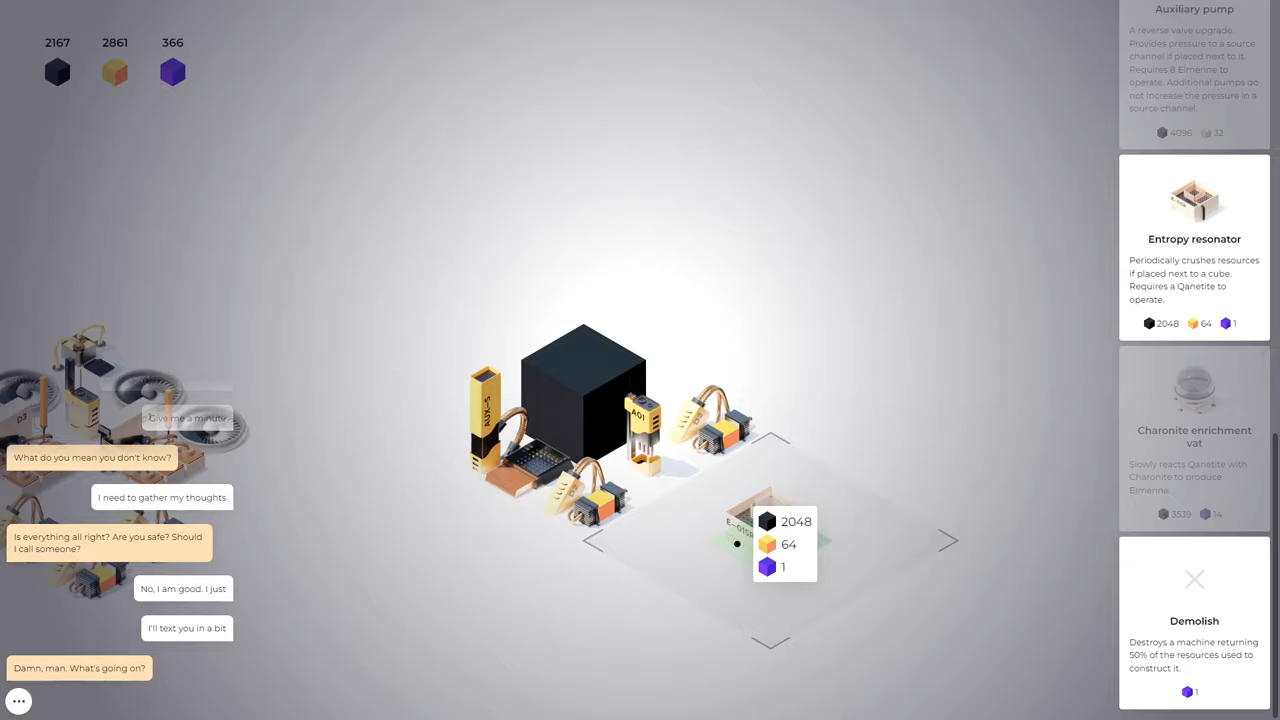 2167 2861 366
Auxiliary pump
A reverse valve upgrade.
Provides pressure to a source
channel if placed next to it.
Requires 8 Elmerine to
operate. Additional pumps do
not increase the pressure in a
source channel.
4096 32
Entropy resonator
Periodically crushes resources
if placed next to a cube.
Requires a Qanetite to
operate.
2048 64 1
Charonite enrichment
vat
Slowly reacts Qanetite with
Charonite to produce
Elmerine.
3539 14
Demolish
Destroys a machine returning
50% of the resources used to
construct it.
1
AUX-5
A01
p3
2048
64
1
Give me a minute
What do you mean you don't know?
I need to gather my thoughts
Is everything all right? Are you safe? Should
I call someone?
No, I am good. I just
I'll text you in a bit
Damn, man. What's going on?